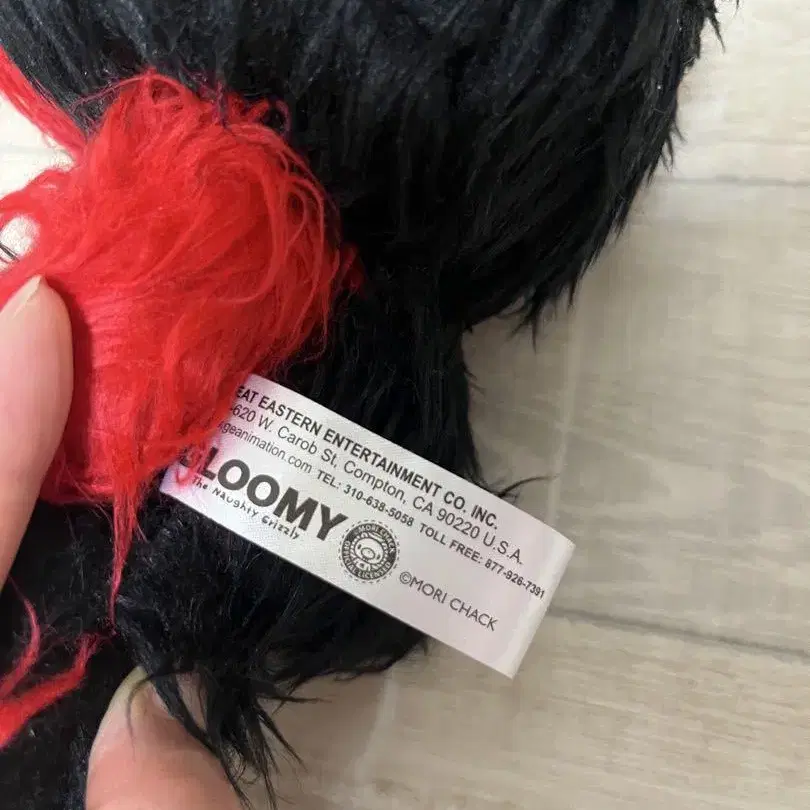 EAT EASTERN ENTERTAINMENT CO. INC.
-620 W. Carob St, Compton, CA 90220 U.S.A.
geanimation.com TEL: 310-638-5058 TOLL FREE: 877-926-7391
LOOMY
The Naughty Grizzly
©MORI CHACK